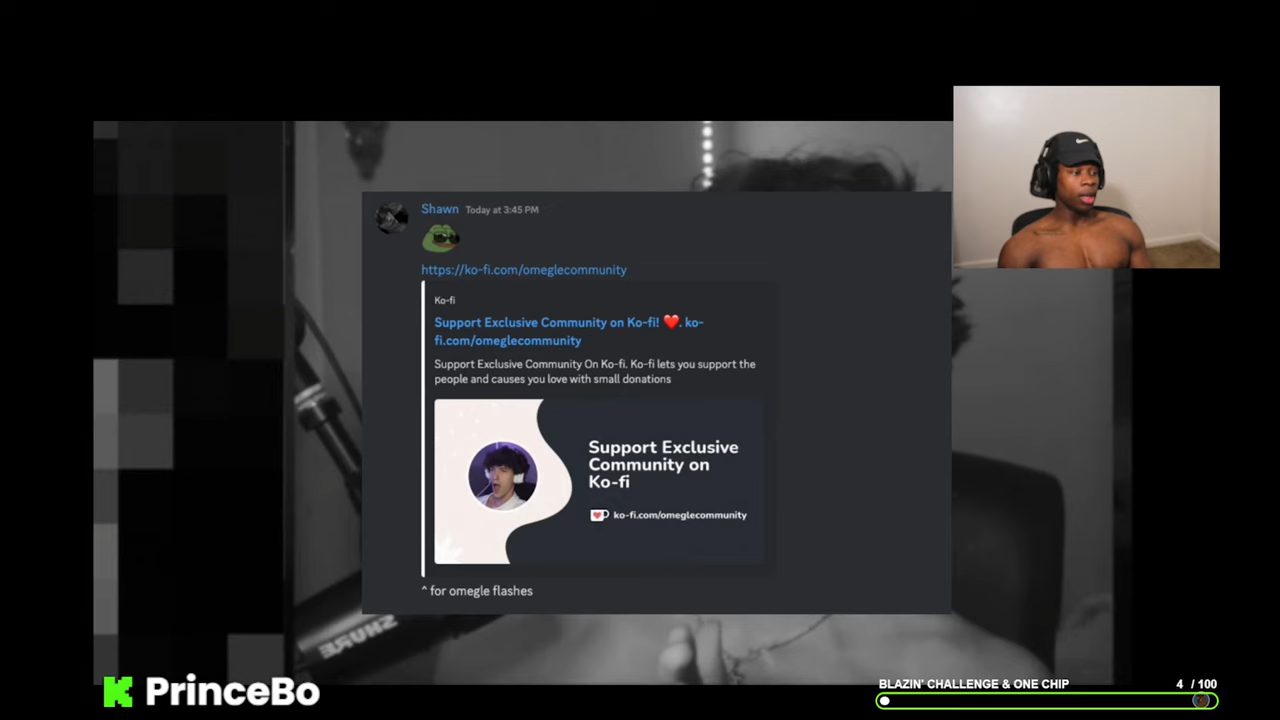 Shawn Today at 3:45 PM
https://ko-fi.com/omeglecommunity
Ko-fi
Support Exclusive Community on Ko-fi! ❤️. ko-
fi.com/omeglecommunity
Support Exclusive Community On Ko-fi. Ko-fi lets you support the
people and causes you love with small donations
Support Exclusive
Community on
Ko-fi
ko-fi.com/omeglecommunity
^ for omegle flashes
SHURE
PrinceBo
BLAZIN' CHALLENGE & ONE CHIP 4 / 100